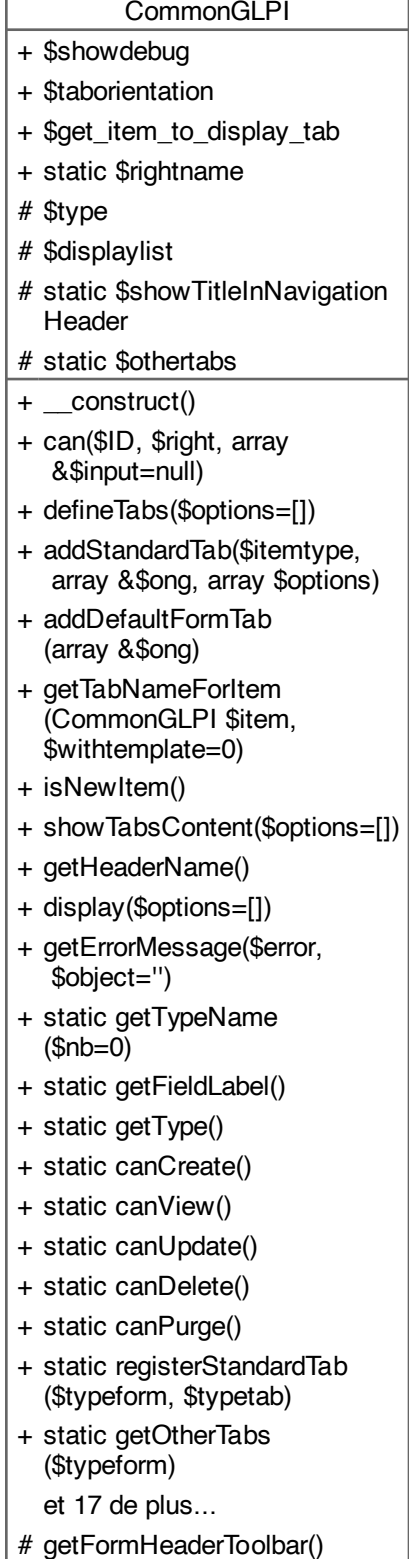 CommonGLPI
+ $showdebug
+ $taborientation
+ $get_item_to_display_tab
+ static $rightname
# $type
# $displaylist
# static $showTitleInNavigation
Header
# static $othertabs
+ __construct()
+ can($ID, $right, array
&$input=null)
+ defineTabs($options=[])
+ addStandardTab($itemtype,
array &$ong, array $options)
+ addDefaultFormTab
(array &$ong)
+ getTabNameForItem
(CommonGLPI $item,
$withtemplate=0)
+ isNewItem()
+ showTabsContent($options=[])
+ getHeaderName()
+ display($options=[])
+ getErrorMessage($error,
$object='')
+ static getTypeName
($nb=0)
+ static getFieldLabel()
+ static getType()
+ static canCreate()
+ static canView()
+ static canUpdate()
+ static canDelete()
+ static canPurge()
+ static registerStandardTab
($typeform, $typetab)
+ static getOtherTabs
($typeform)
et 17 de plus...
# getFormHeaderToolbar()